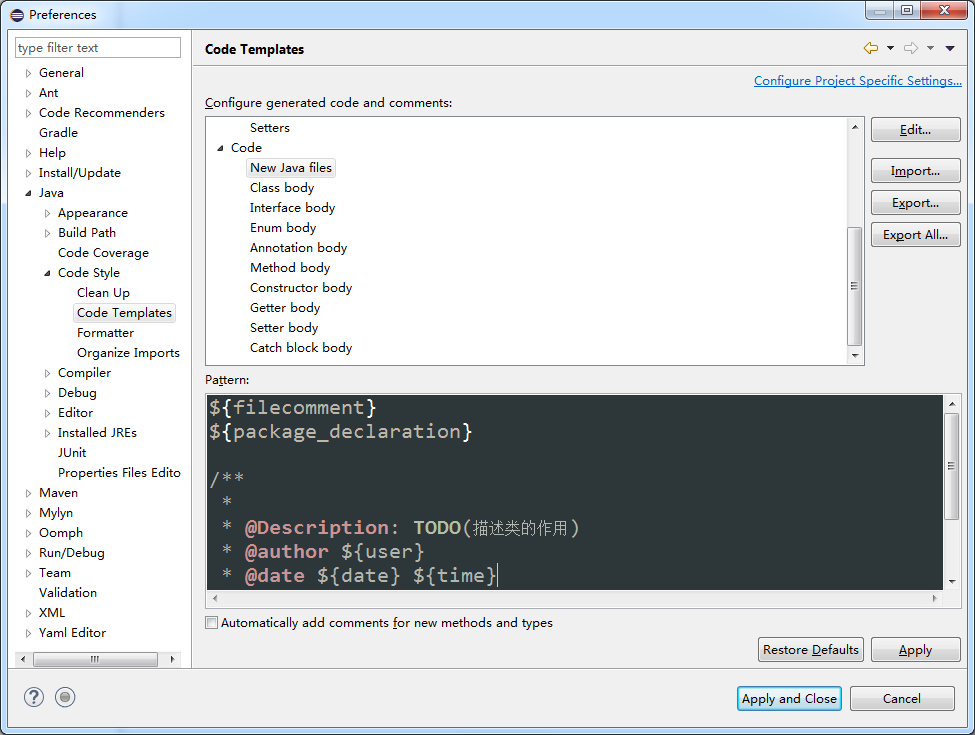 Preferences
type filter text
General
Ant
Code Recommenders
Gradle
Help
Install/Update
Java
Appearance
Build Path
Code Coverage
Code Style
Clean Up
Code Templates
Formatter
Organize Imports
Compiler
Debug
Editor
Installed JREs
JUnit
Properties Files Edito
Maven
Mylyn
Oomph
Run/Debug
Team
Validation
XML
Yaml Editor
Code Templates
Configure Project Specific Settings...
Configure generated code and comments:
Setters
Code
New Java files
Class body
Interface body
Enum body
Annotation body
Method body
Constructor body
Getter body
Setter body
Catch block body
Edit...
Import...
Export...
Export All...
Pattern:
${filecomment}
${package_declaration}
/**
*
* @Description: TODO(描述类的作用)
* @author ${user}
* @date ${date} ${time}
Automatically add comments for new methods and types
Restore Defaults
Apply
?
Apply and Close
Cancel